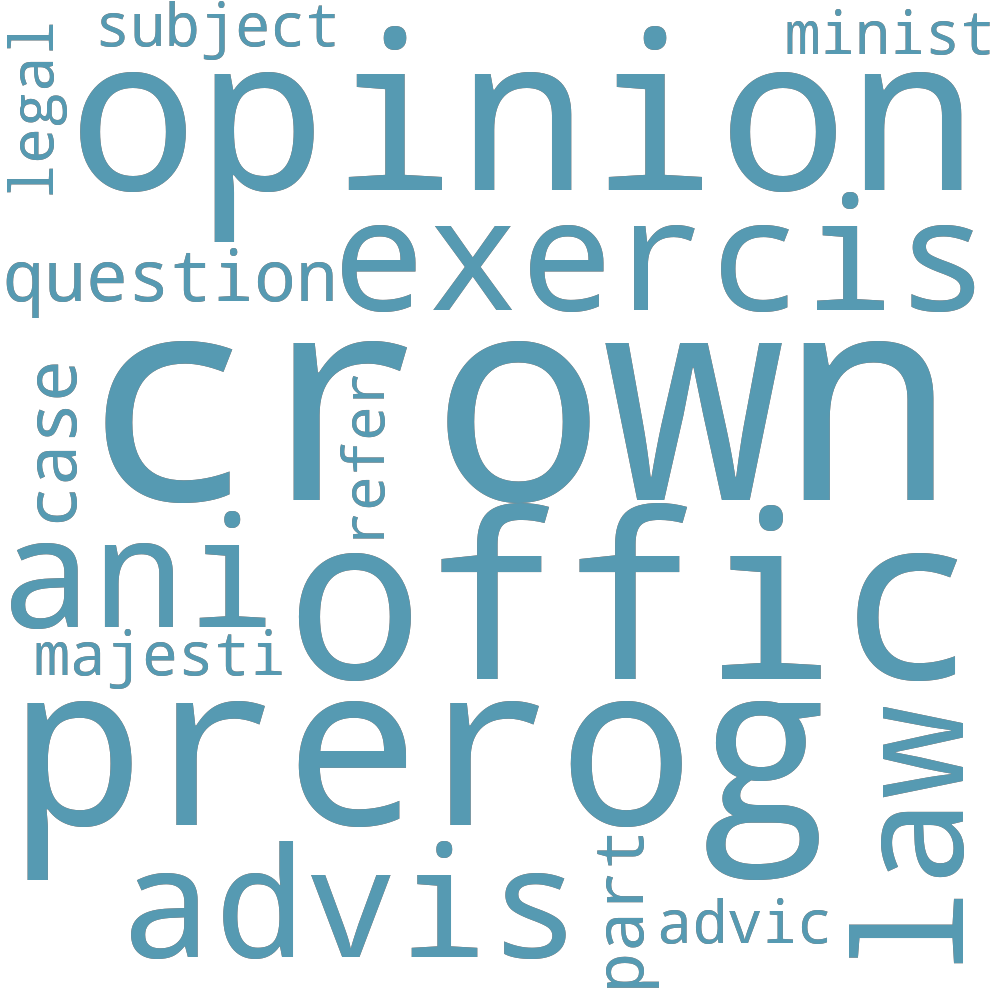 subject
minist
legal
opinion
question
exercis
crown
case
refer
ani
offic
majesti
prerog
law
advis
part
advic